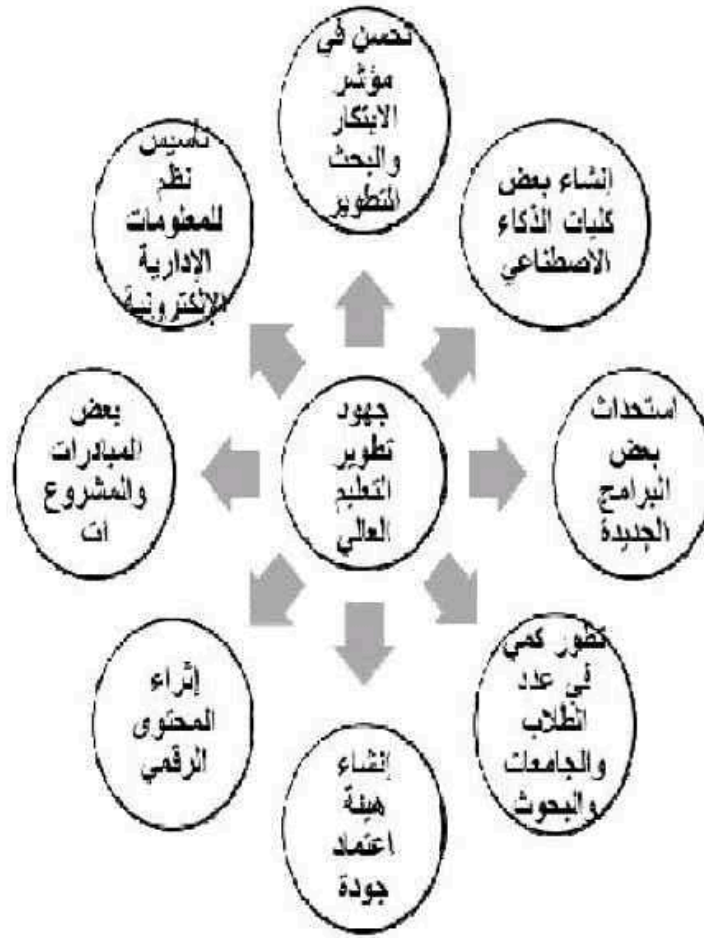 تحسن في
مؤشر
الابتكار
والبحث
التطوير
إنشاء بعض
كليات الذكاء
الاصطناعي
استحداث
بعض
البرامج
الجديدة
تطور كمي
في عدد
الطلاب
والجامعات
والبحوث
إنشاء
هيئة
اعتماد
جودة
إثراء
المحتوى
الرقمي
بعض
المبادرات
والمشروع
ات
تأسيس
نظم
للمعلومات
الإدارية
الإلكترونية
جهود
تطوير
التعليم
العالي